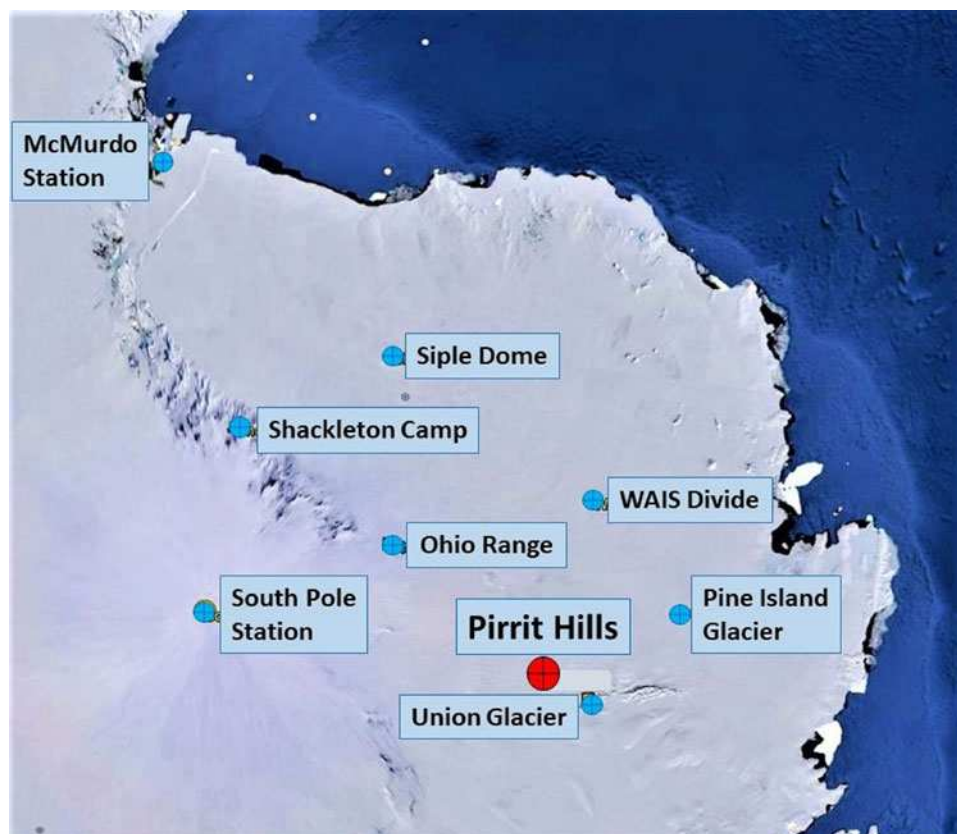 McMurdo
Station
Siple Dome
Shackleton Camp
WAIS Divide
Ohio Range
South Pole
Station
Pirrit Hills
Pine Island
Glacier
Union Glacier